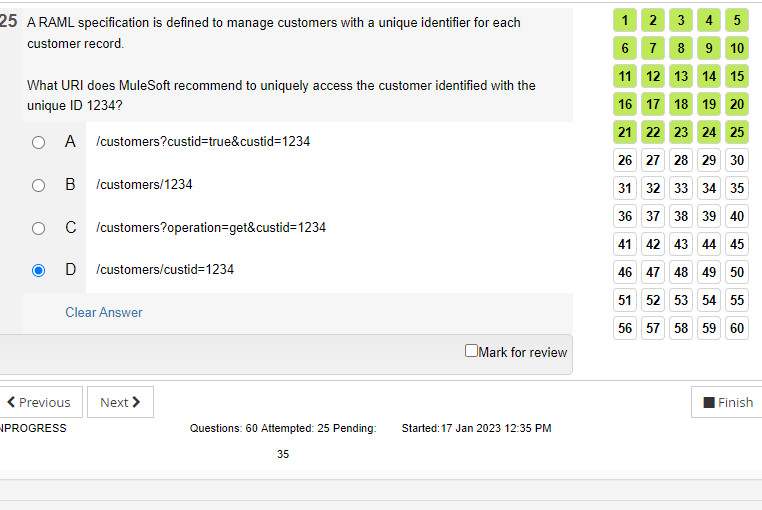 25 A RAML specification is defined to manage customers with a unique identifier for each
customer record.
What URI does MuleSoft recommend to uniquely access the customer identified with the
unique ID 1234?
A /customers?custid=true&custid=1234
B /customers/1234
C /customers?operation=get&custid=1234
D /customers/custid=1234
Clear Answer
Mark for review
Previous
Next
Finish
NPROGRESS
Questions: 60 Attempted: 25 Pending:
35
Started:17 Jan 2023 12:35 PM
1 2 3 4 5
6 7 8 9 10
11 12 13 14 15
16 17 18 19 20
21 22 23 24 25
26 27 28 29 30
31 32 33 34 35
36 37 38 39 40
41 42 43 44 45
46 47 48 49 50
51 52 53 54 55
56 57 58 59 60